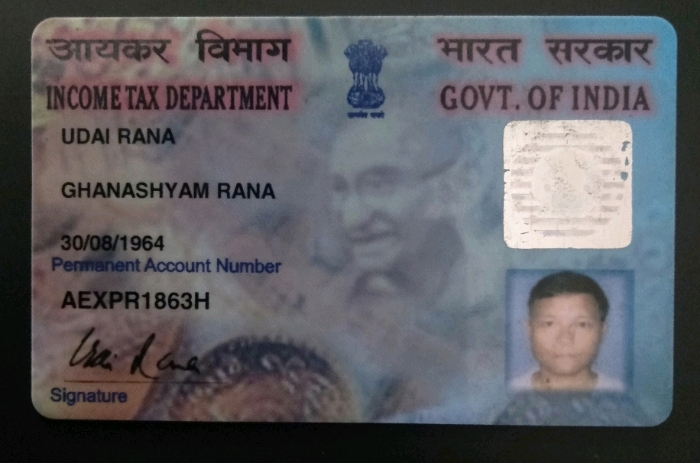 आयकर विभाग
भारत सरकार
INCOME TAX DEPARTMENT
GOVT. OF INDIA
सत्यमेव जयते
UDAI RANA
GHANASHYAM RANA
30/08/1964
Permanent Account Number
AEXPR1863H
Udai Rana
Signature